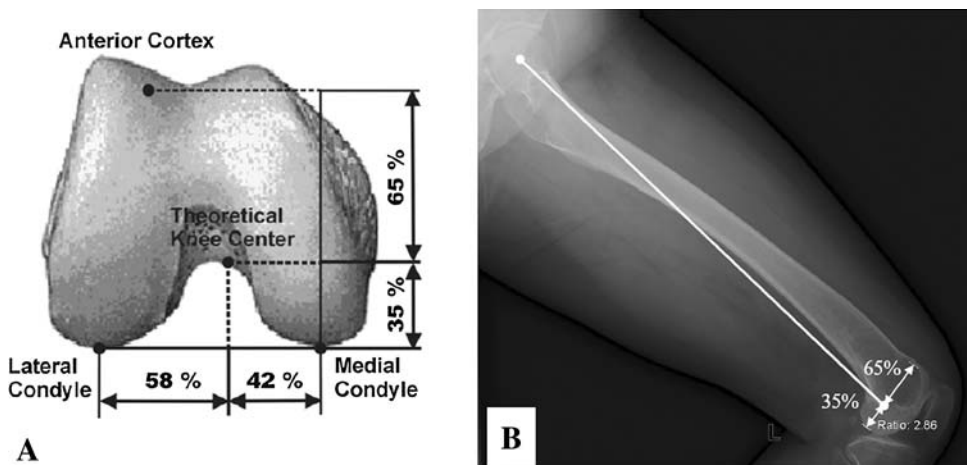 Anterior Cortex
65 %
Theoretical
Knee Center
35 %
Lateral
Condyle
58 %
42 %
Medial
Condyle
A
65%
35%
Ratio: 2.86
L
B